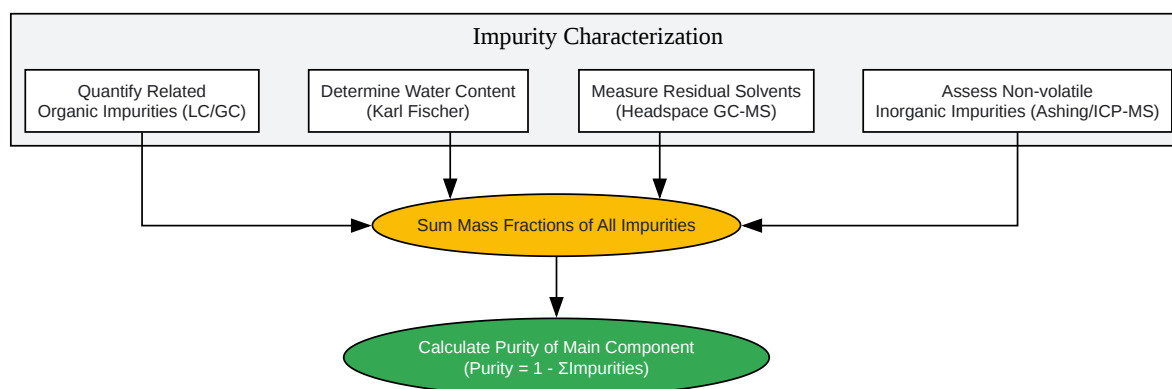 Impurity Characterization
Quantify Related
Organic Impurities (LC/GC)
Determine Water Content
(Karl Fischer)
Measure Residual Solvents
(Headspace GC-MS)
Assess Non-volatile
Inorganic Impurities (Ashing/ICP-MS)
Sum Mass Fractions of All Impurities
Calculate Purity of Main Component
(Purity = 1 - ΣImpurities)